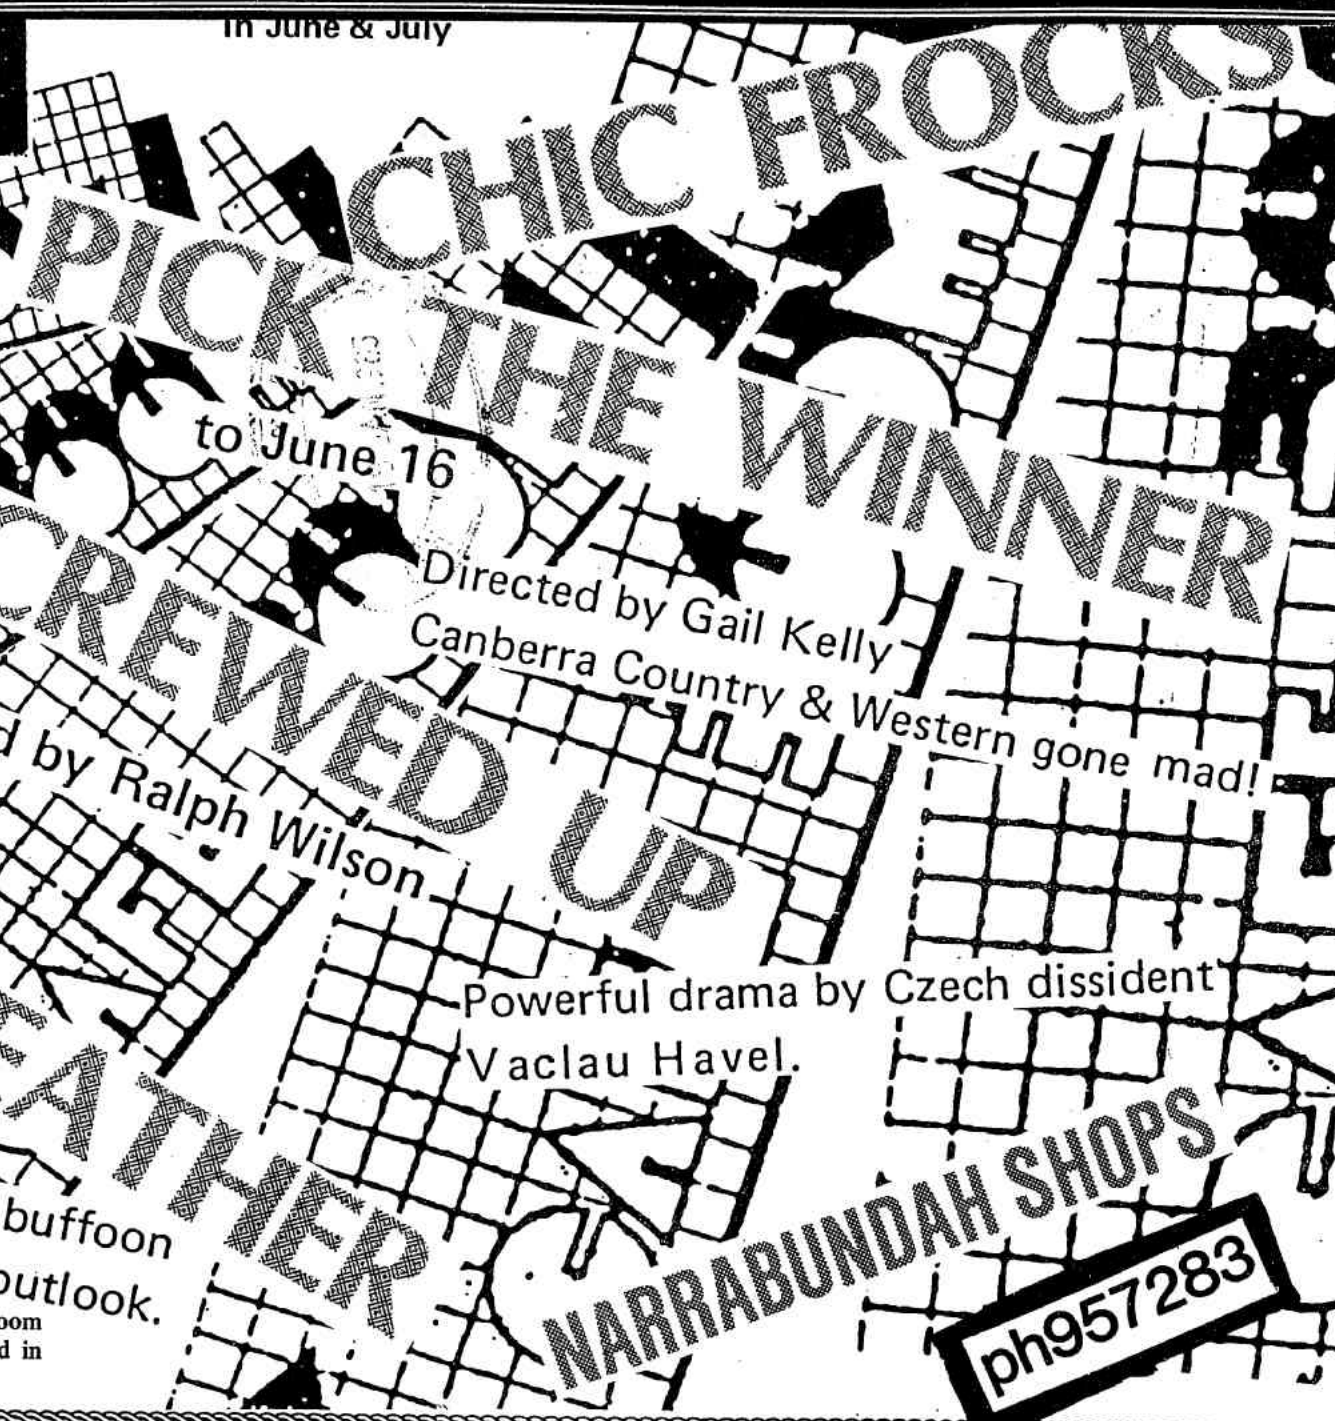 In June & July
CHIC FROCKS
PICK THE WINNER
to June 16
Directed by Gail Kelly
Canberra Country & Western gone mad!
CREWED UP
by Ralph Wilson
Powerful drama by Czech dissident
Vaclau Havel.
EATHER
buffoon
outlook.
oom
d in
NARRABUNDAH SHOPS
ph957283